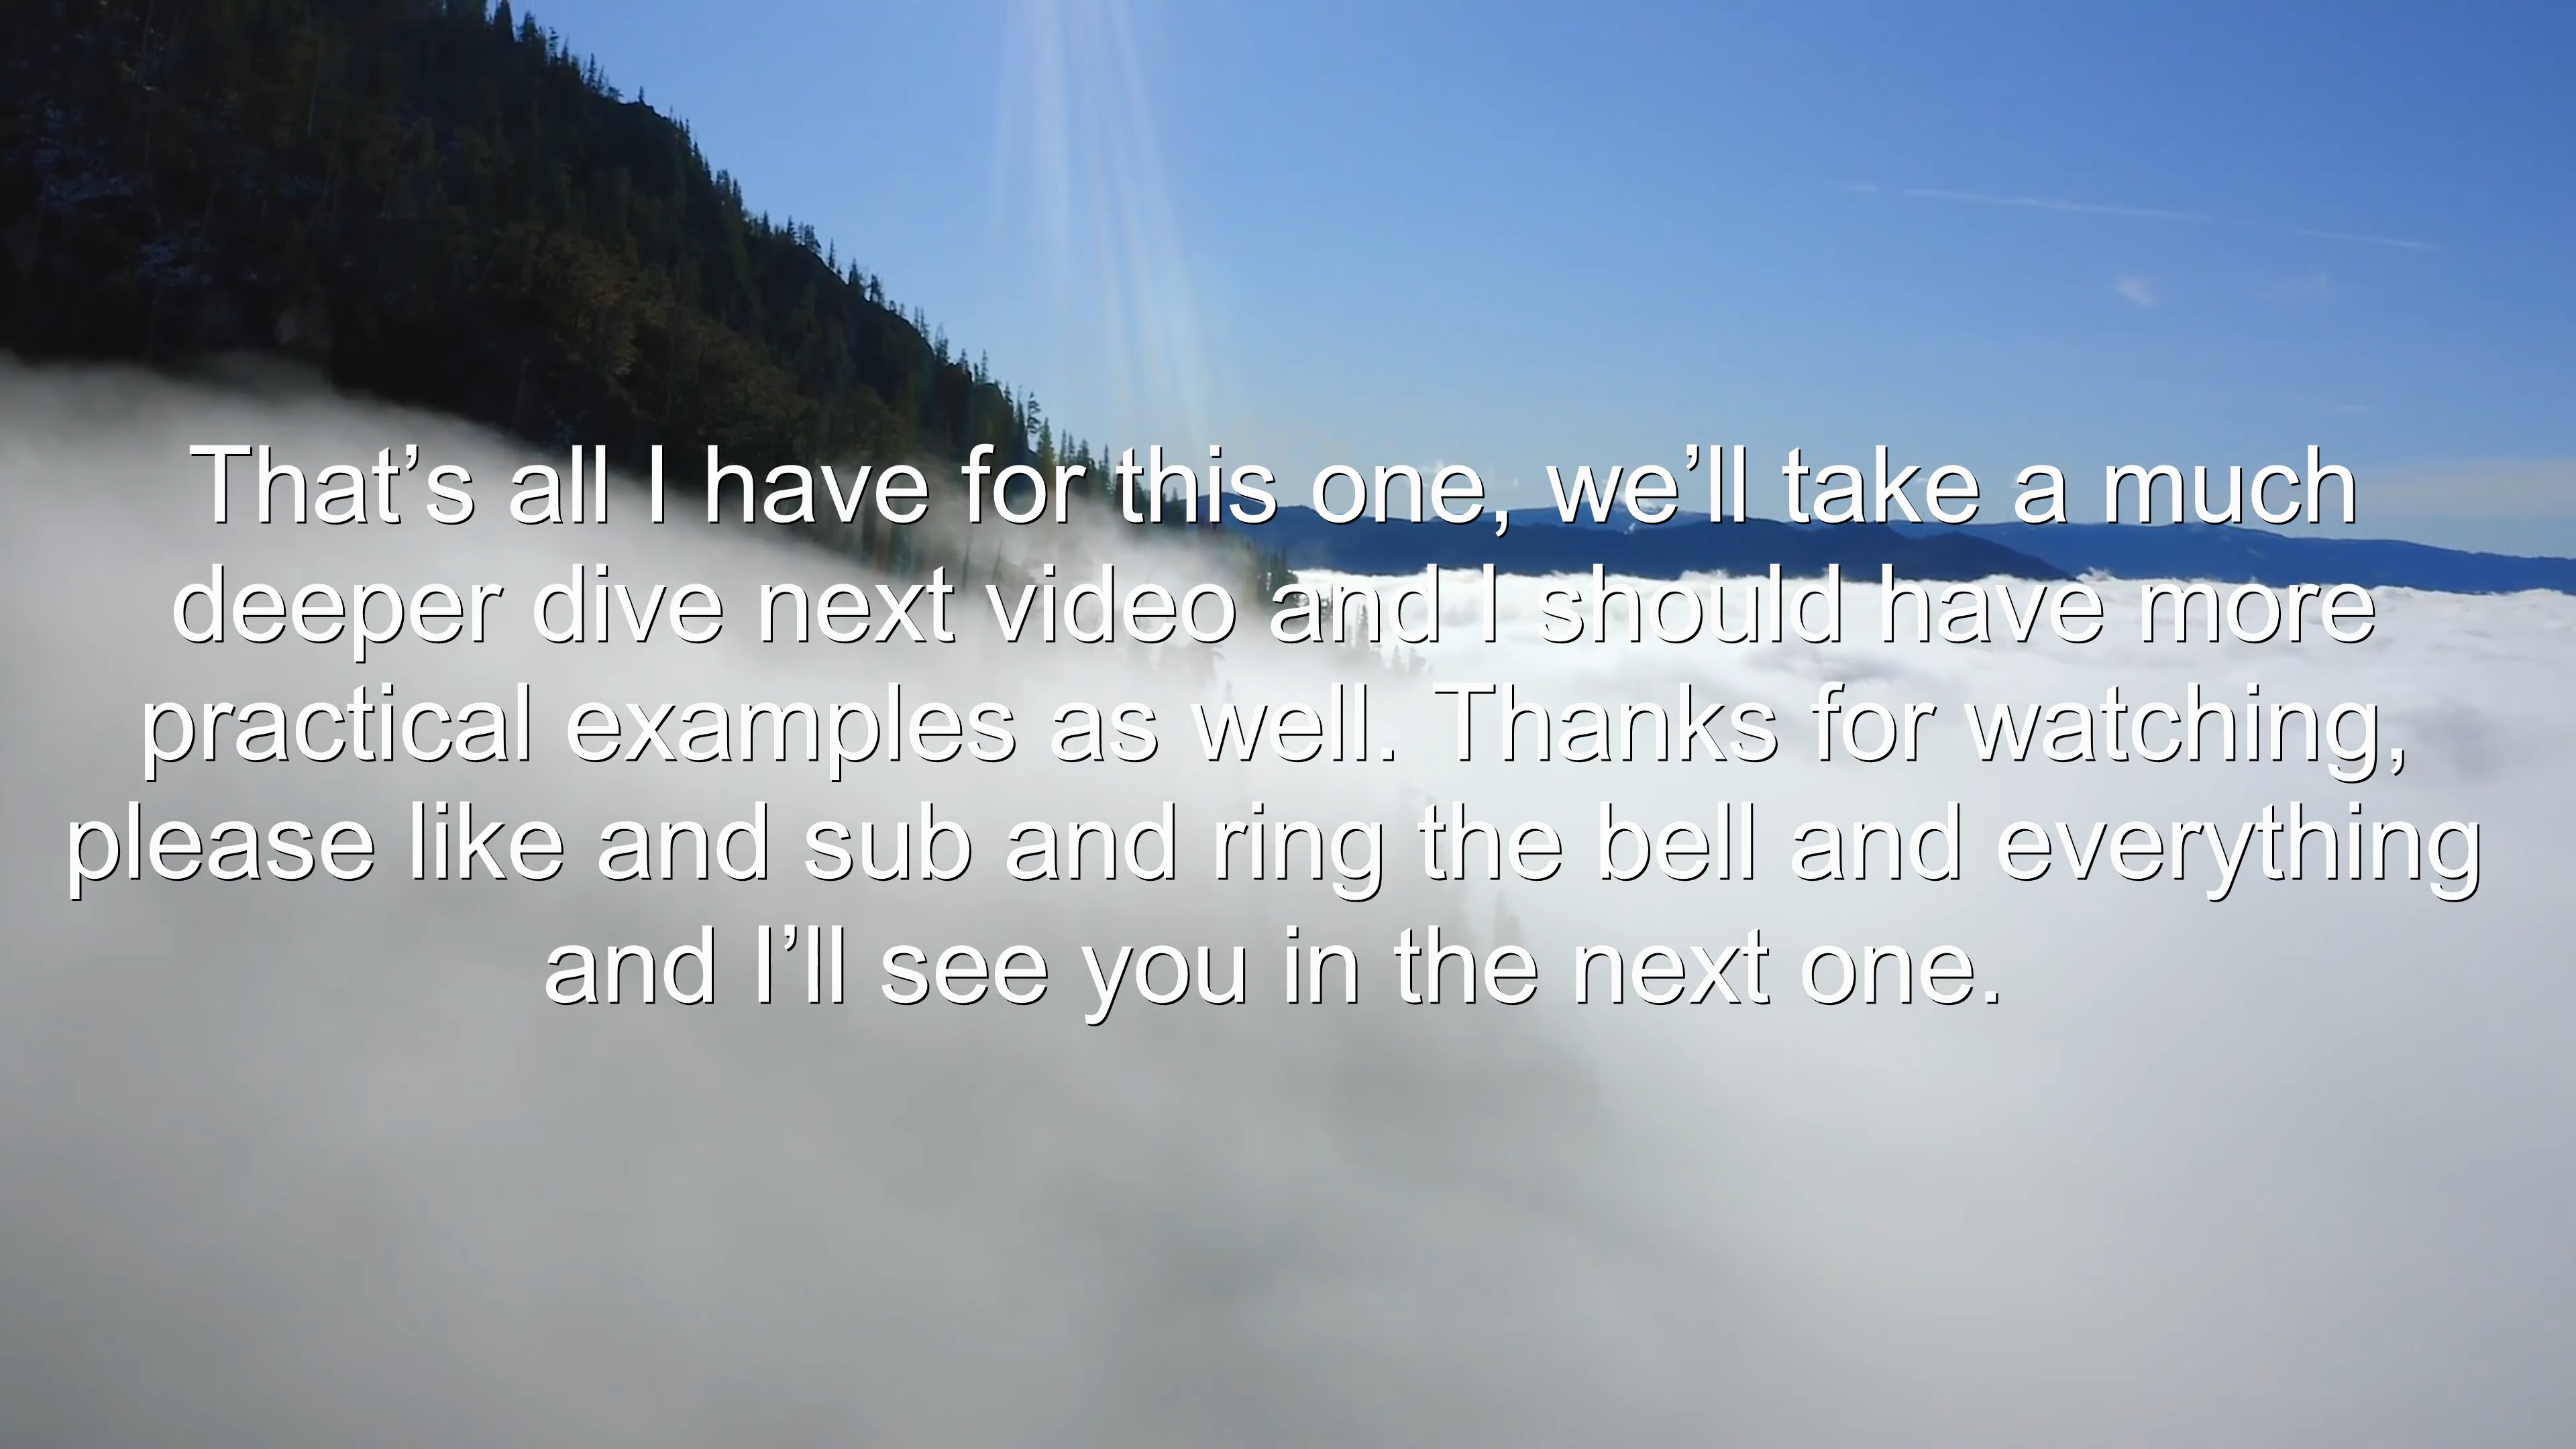 That’s all I have for this one, we’ll take a much
deeper dive next video and I should have more
practical examples as well. Thanks for watching,
please like and sub and ring the bell and everything
and I’ll see you in the next one.